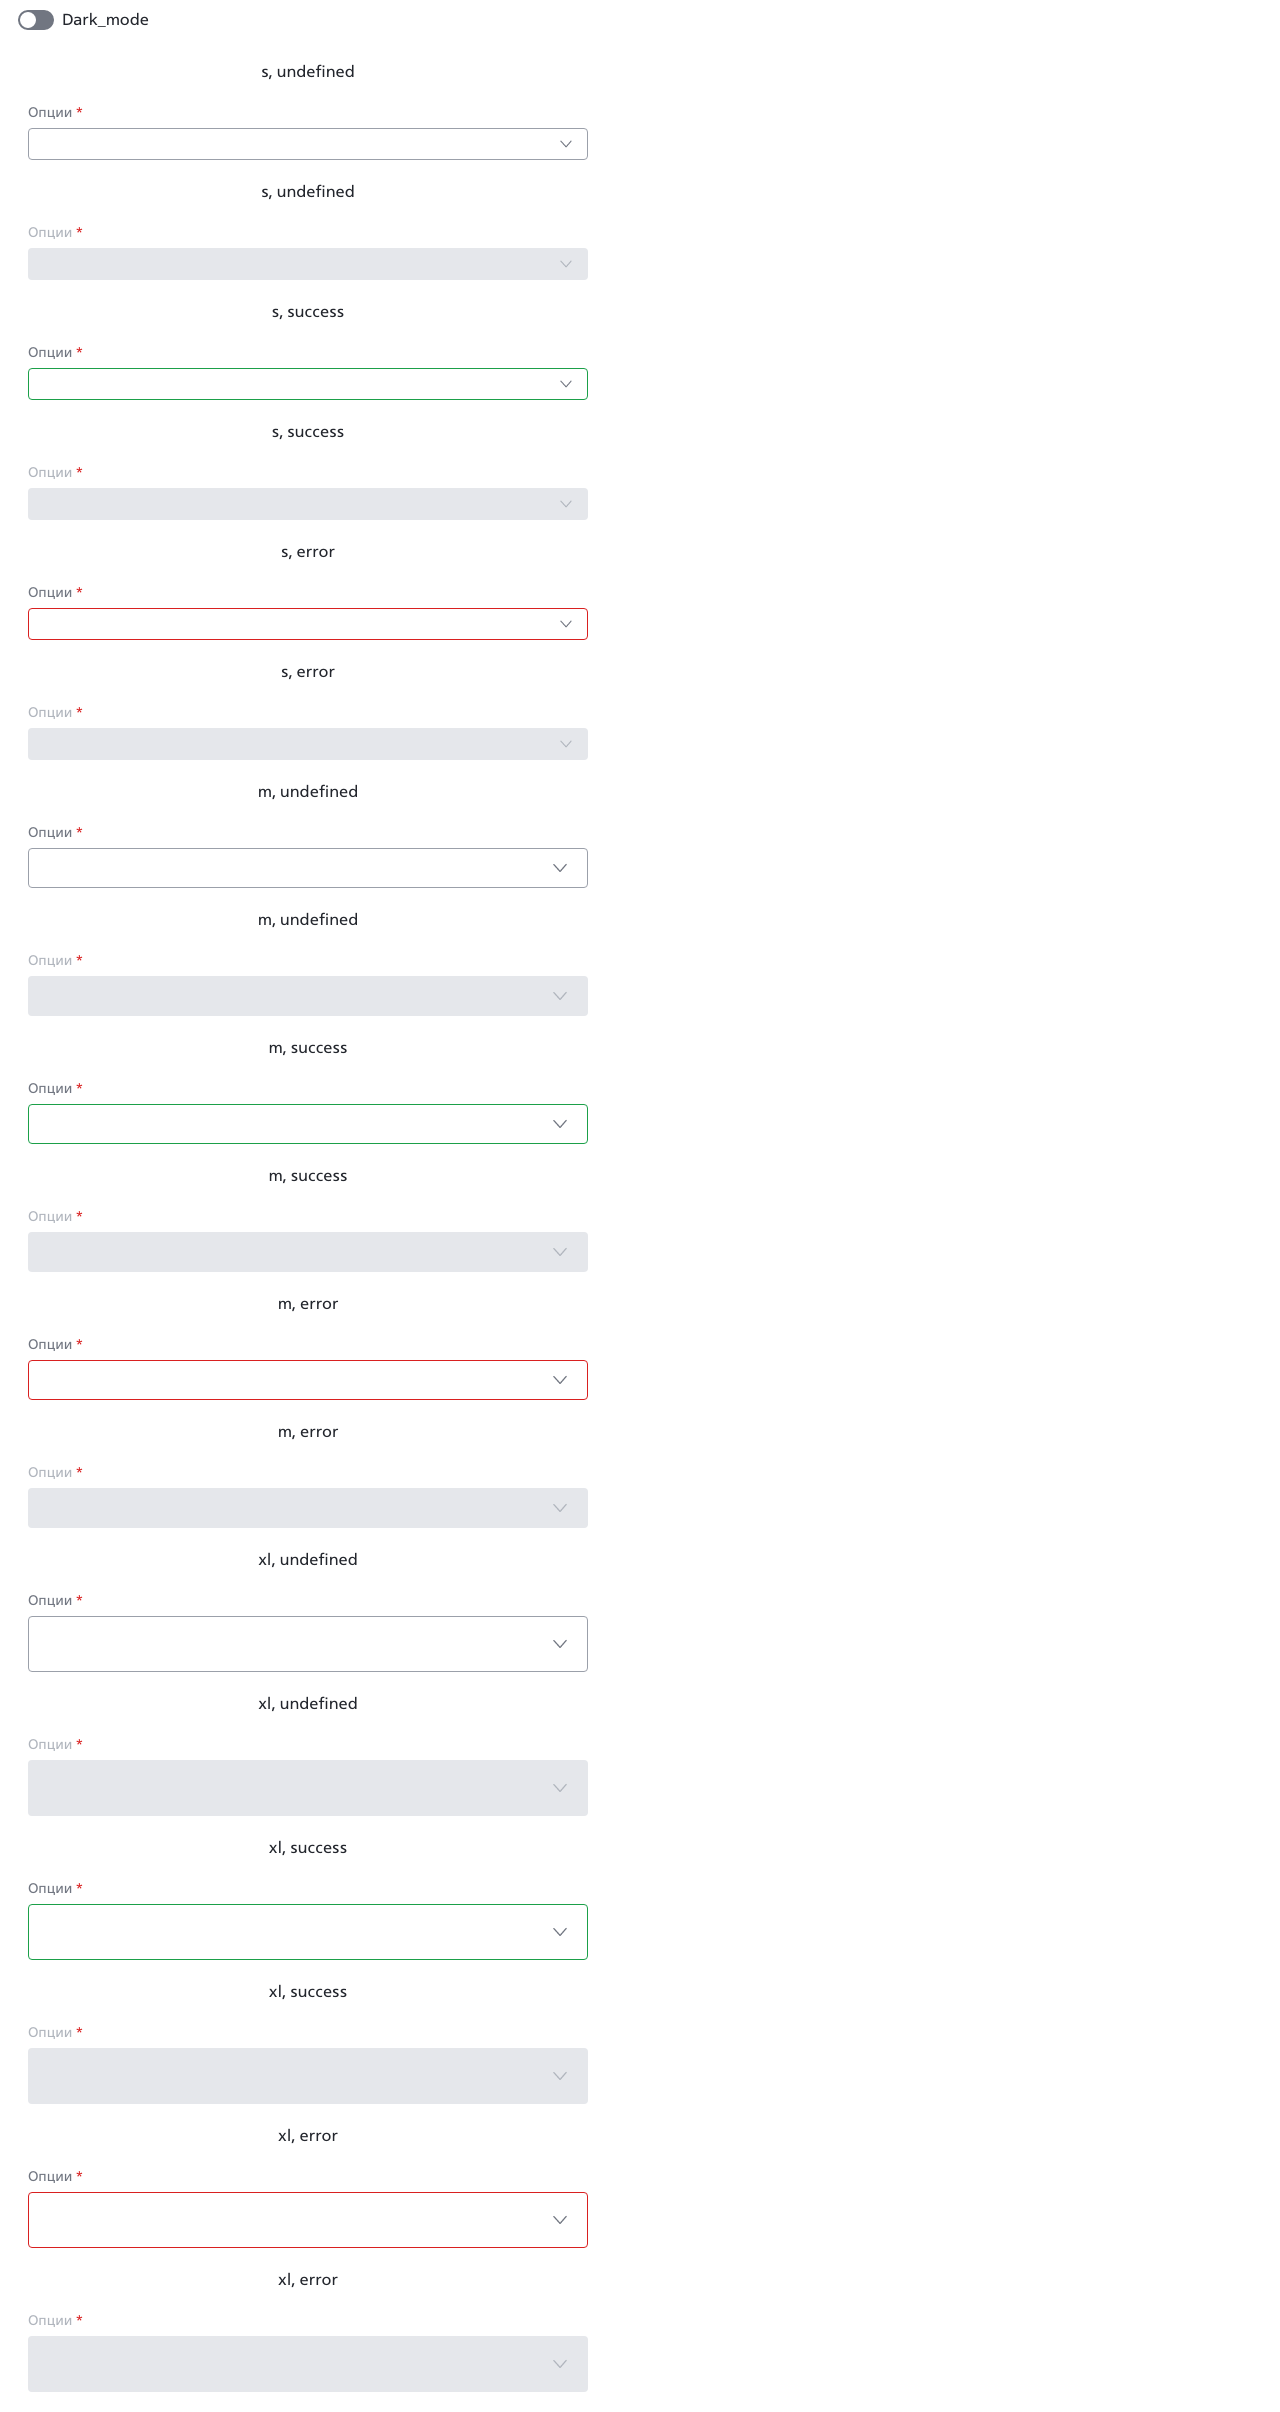 Dark_mode
s, undefined
Опции *
s, undefined
Опции *
s, success
Опции *
s, success
Опции *
s, error
Опции *
s, error
Опции *
m, undefined
Опции *
m, undefined
Опции *
m, success
Опции *
m, success
Опции *
m, error
Опции *
m, error
Опции *
xl, undefined
Опции *
xl, undefined
Опции *
xl, success
Опции *
xl, success
Опции *
xl, error
Опции *
xl, error
Опции *